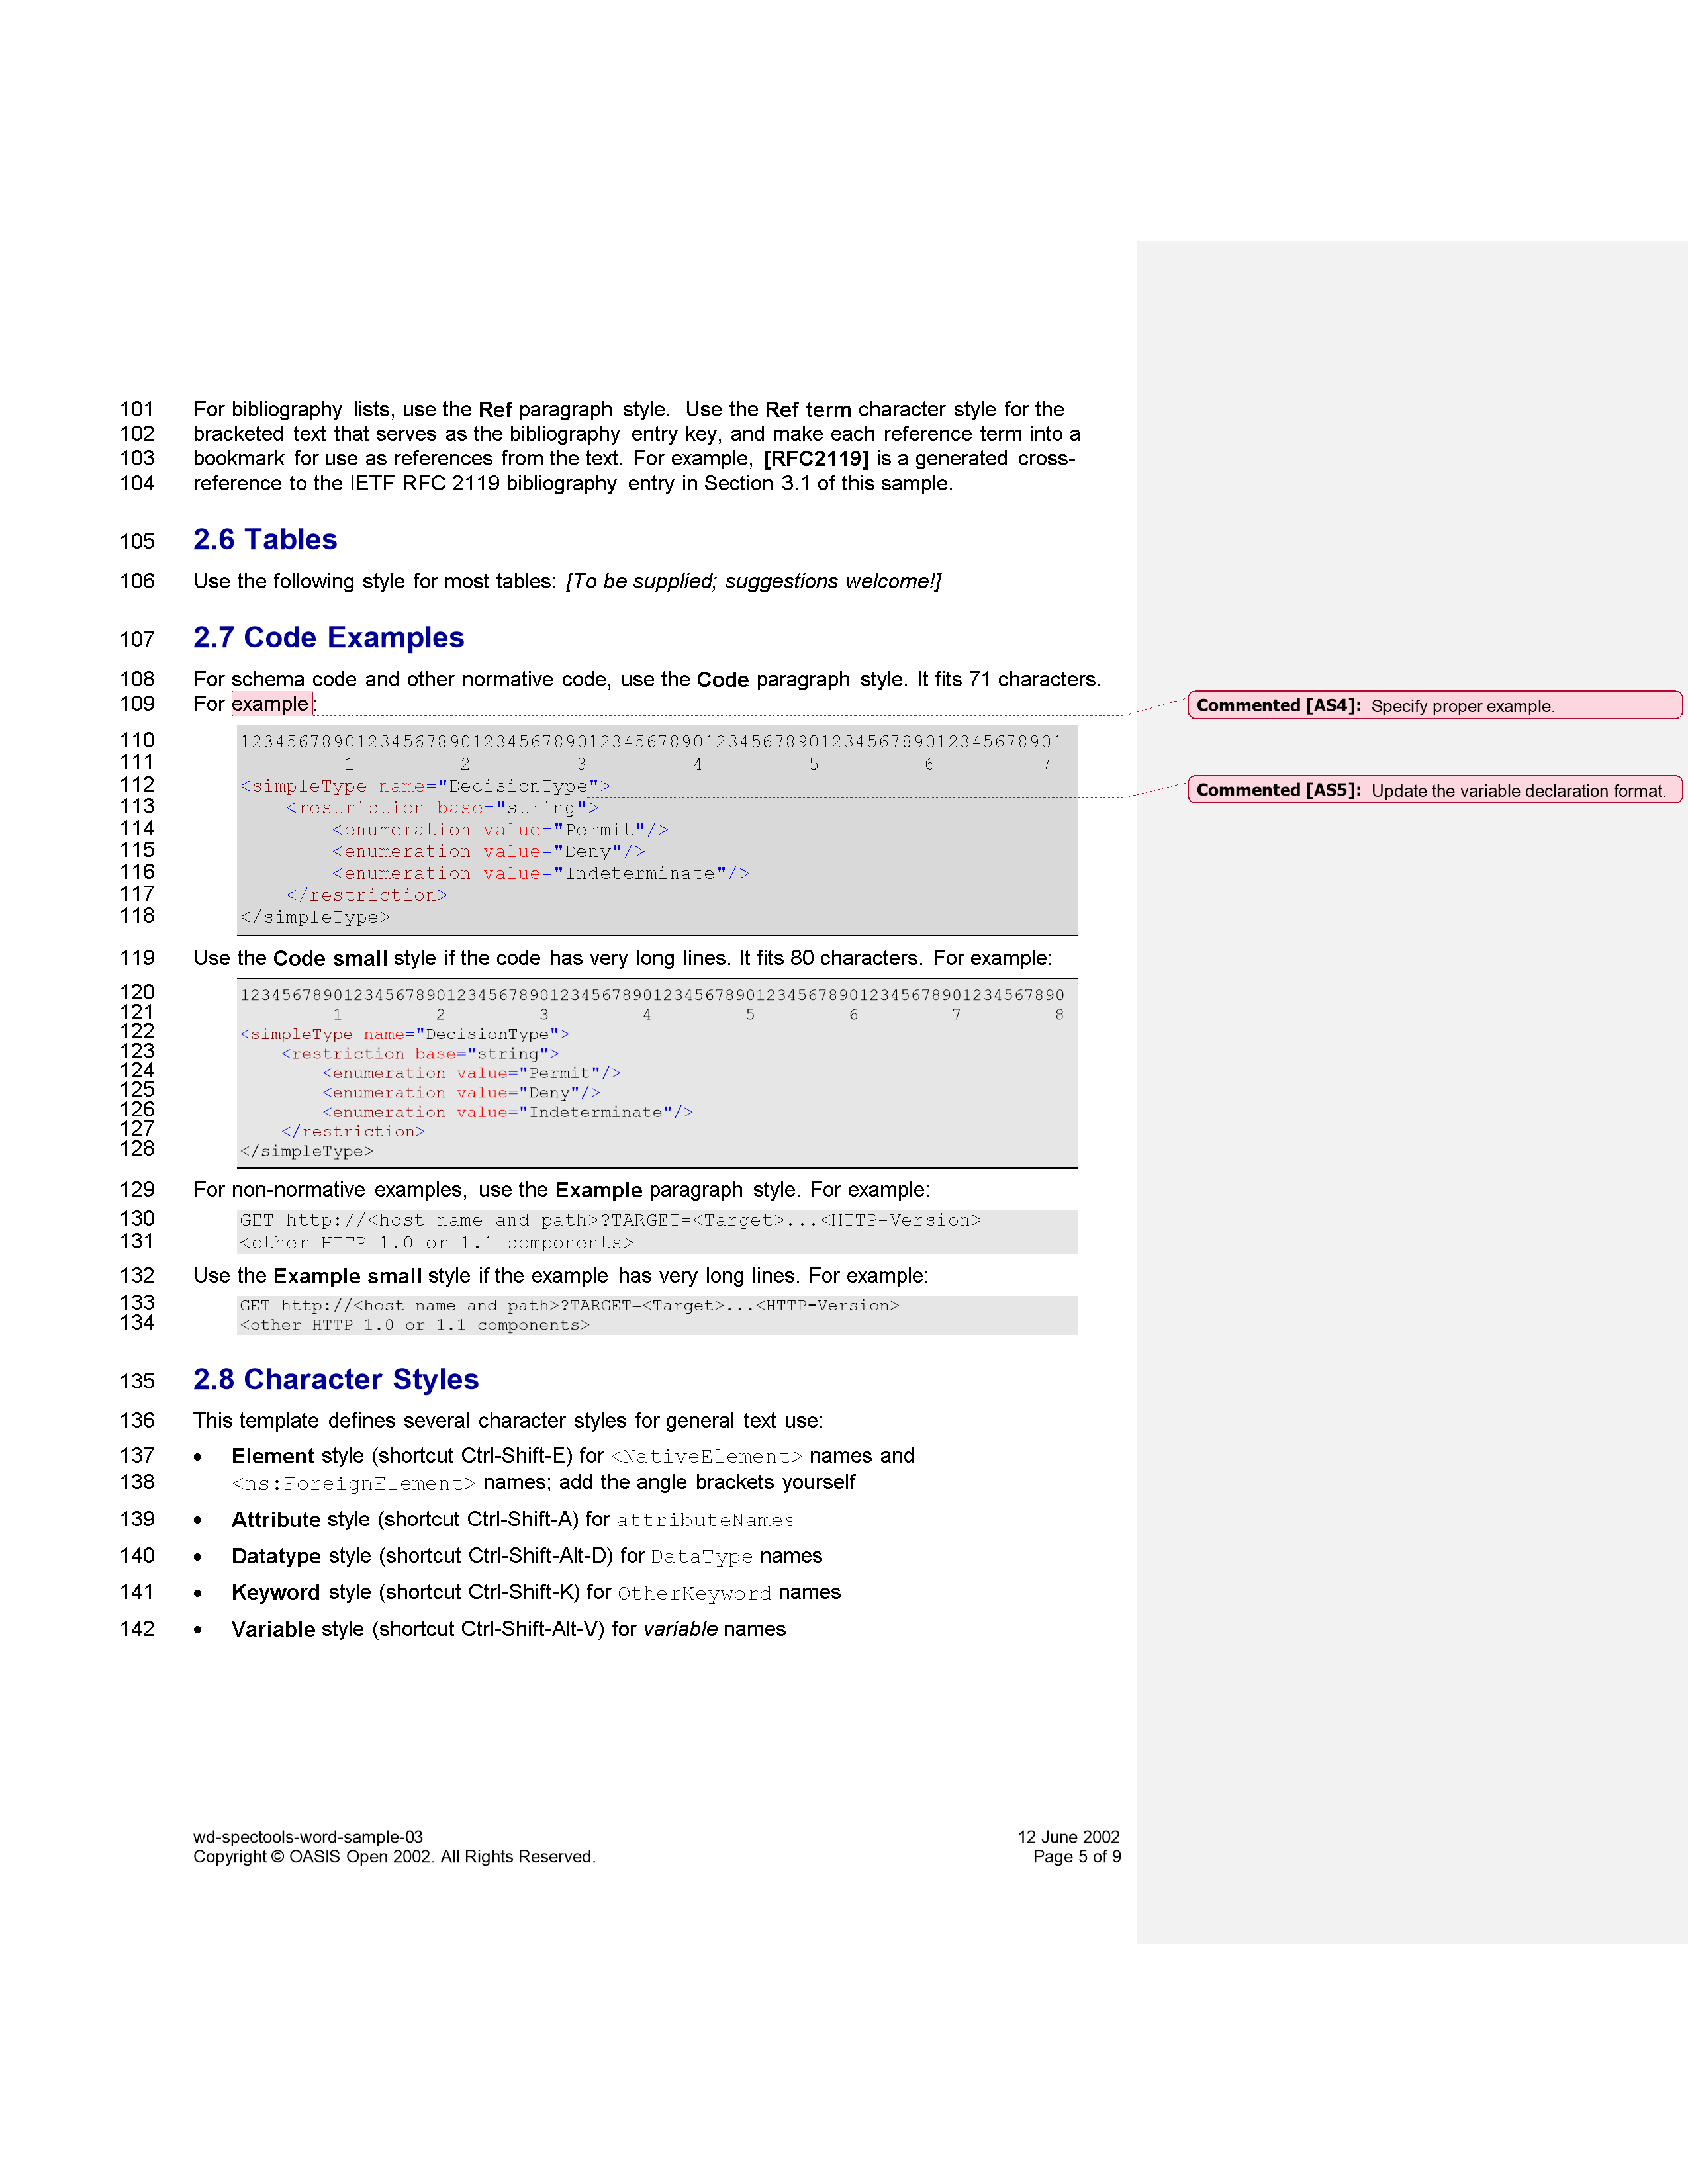 101 For bibliography lists, use the Ref paragraph style. Use the Ref term character style for the
102 bracketed text that serves as the bibliography entry key, and make each reference term into a
103 bookmark for use as references from the text. For example, [RFC2119] is a generated cross-
104 reference to the IETF RFC 2119 bibliography entry in Section 3.1 of this sample.
105 2.6 Tables
106 Use the following style for most tables: [To be supplied; suggestions welcome!]
107 2.7 Code Examples
108 For schema code and other normative code, use the Code paragraph style. It fits 71 characters.
109 For example:
Commented [AS4]: Specify proper example.
110 12345678901234567890123456789012345678901234567890123456789012345678901
111 1 2 3 4 5 6 7
112 <simpleType name="DecisionType">
Commented [AS5]: Update the variable declaration format.
113 <restriction base="string">
114 <enumeration value="Permit"/>
115 <enumeration value="Deny"/>
116 <enumeration value="Indeterminate"/>
117 </restriction>
118 </simpleType>
119 Use the Code small style if the code has very long lines. It fits 80 characters. For example:
120 12345678901234567890123456789012345678901234567890123456789012345678901234567890
121 1 2 3 4 5 6 7 8
122 <simpleType name="DecisionType">
123 <restriction base="string">
124 <enumeration value="Permit"/>
125 <enumeration value="Deny"/>
126 <enumeration value="Indeterminate"/>
127 </restriction>
128 </simpleType>
129 For non-normative examples, use the Example paragraph style. For example:
130 GET http://<host name and path>?TARGET=<Target>...<HTTP-Version>
131 <other HTTP 1.0 or 1.1 components>
132 Use the Example small style if the example has very long lines. For example:
133 GET http://<host name and path>?TARGET=<Target>...<HTTP-Version>
134 <other HTTP 1.0 or 1.1 components>
135 2.8 Character Styles
136 This template defines several character styles for general text use:
137 • Element style (shortcut Ctrl-Shift-E) for <NativeElement> names and
138 <ns:ForeignElement> names; add the angle brackets yourself
139 • Attribute style (shortcut Ctrl-Shift-A) for attributeNames
140 • Datatype style (shortcut Ctrl-Shift-Alt-D) for DataType names
141 • Keyword style (shortcut Ctrl-Shift-K) for OtherKeyword names
142 • Variable style (shortcut Ctrl-Shift-Alt-V) for variable names
wd-spectools-word-sample-03 12 June 2002
Copyright © OASIS Open 2002. All Rights Reserved. Page 5 of 9